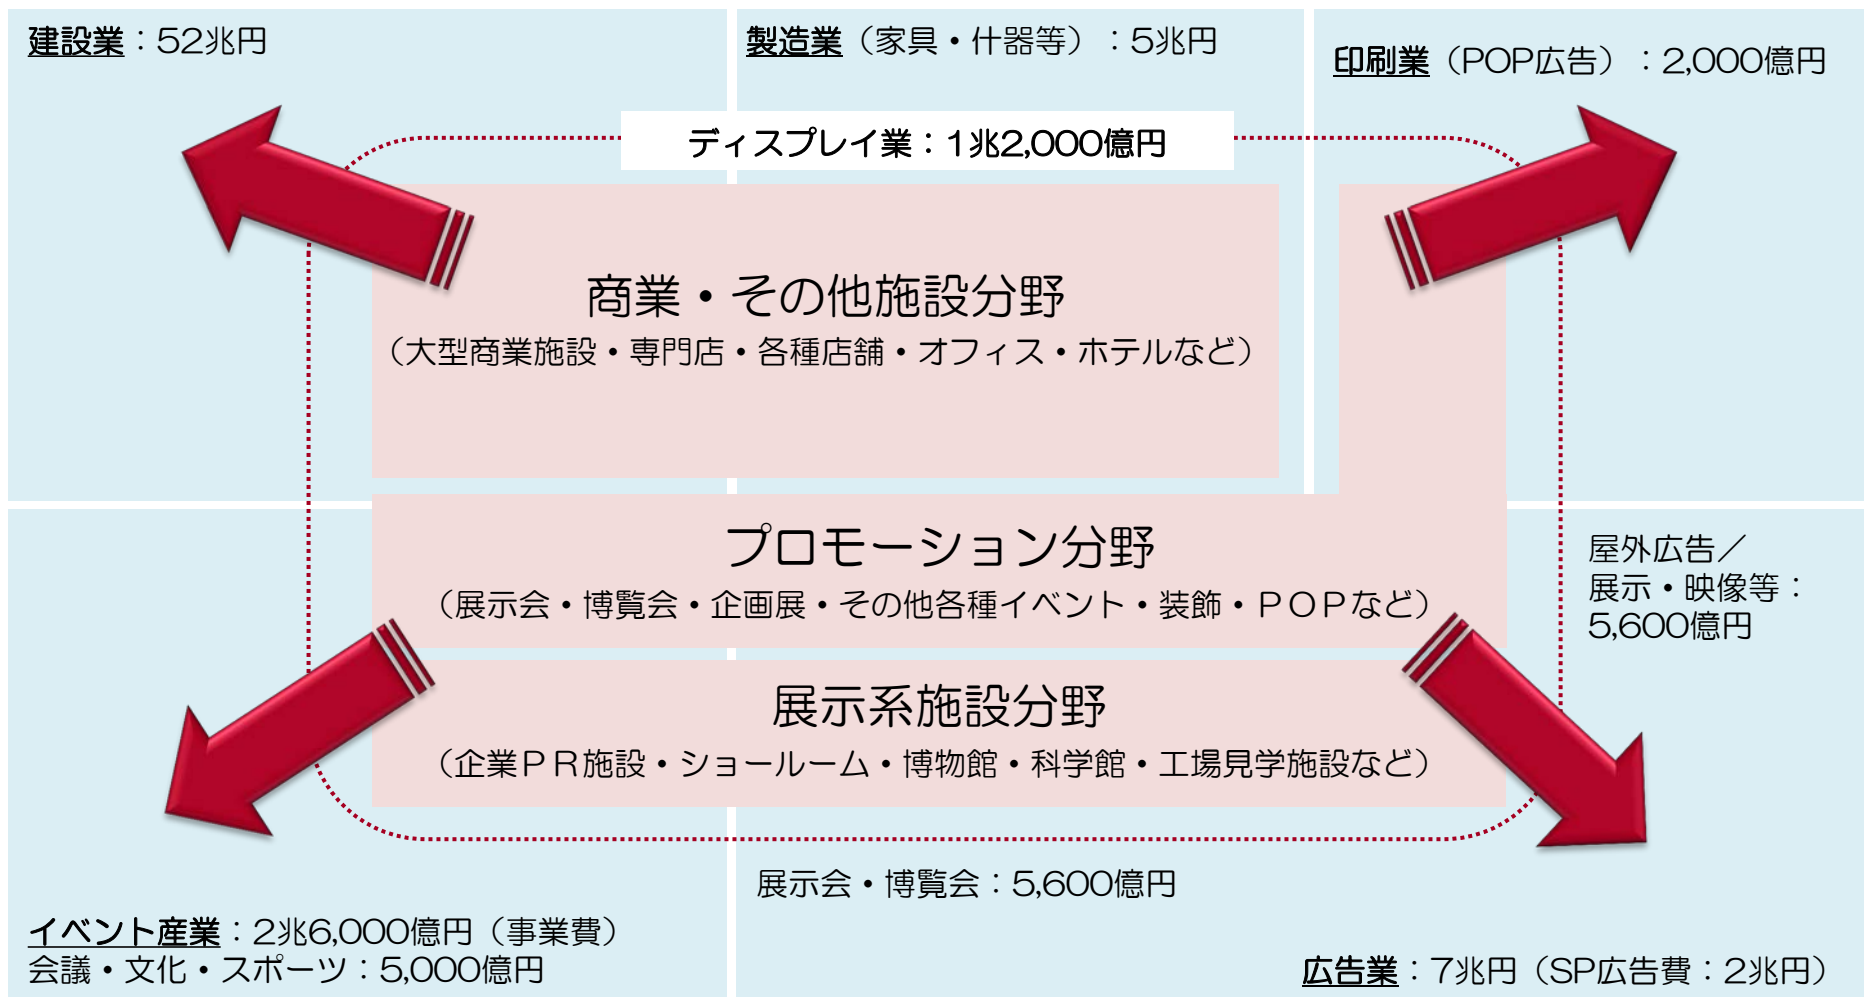 建設業：52兆円
製造業（家具・什器等）：5兆円
印刷業（POP広告）：2,000億円
ディスプレイ業：1兆2,000億円
商業・その他施設分野
（大型商業施設・専門店・各種店舗・オフィス・ホテルなど）
プロモーション分野
（展示会・博覧会・企画展・その他各種イベント・装飾・ＰＯＰなど）
屋外広告／
展示・映像等：
5,600億円
展示系施設分野
（企業ＰＲ施設・ショールーム・博物館・科学館・工場見学施設など）
展示会・博覧会：5,600億円
イベント産業：2兆6,000億円（事業費）
会議・文化・スポーツ：5,000億円
広告業：7兆円（SP広告費：2兆円）